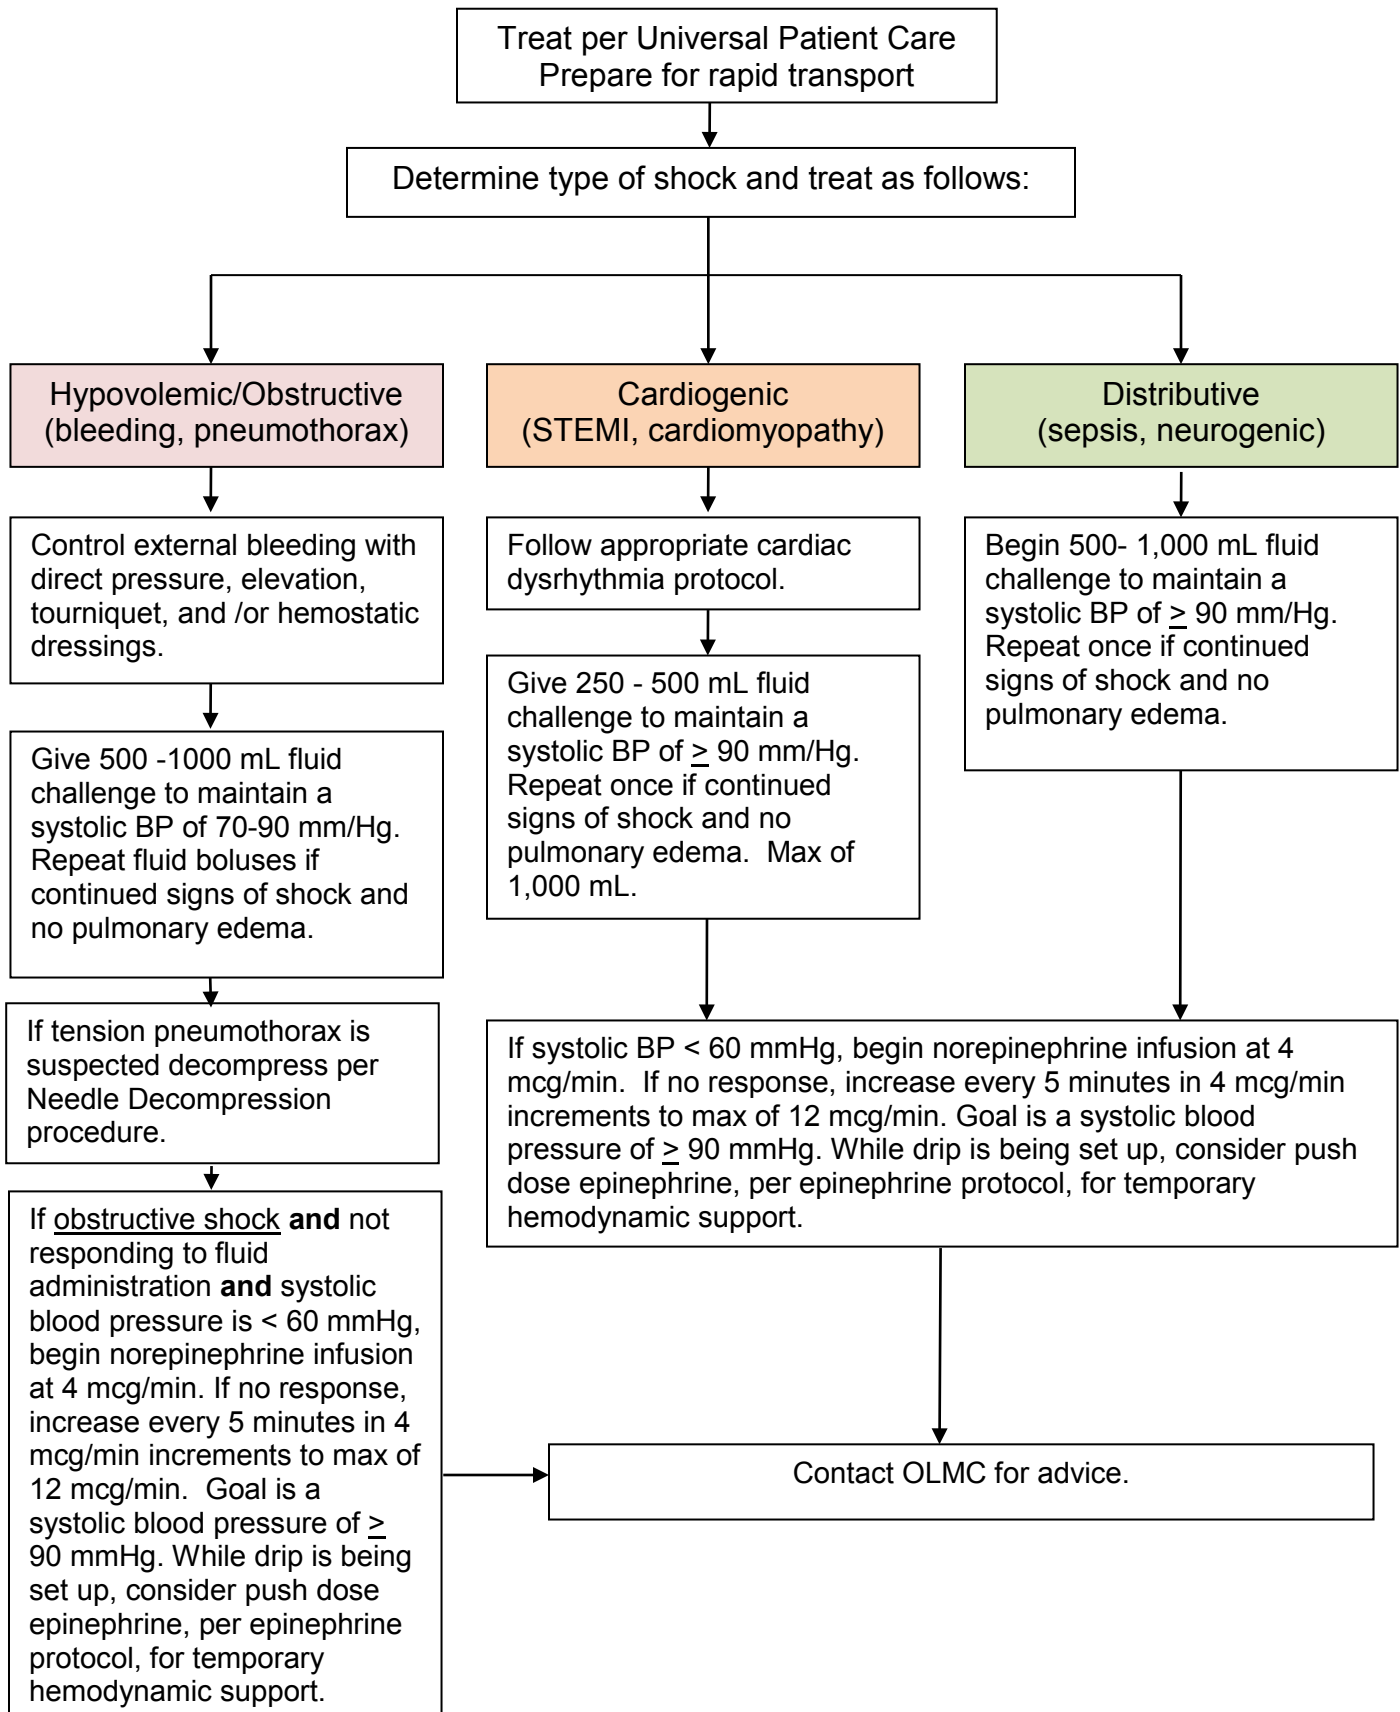 Treat per Universal Patient Care
Prepare for rapid transport
Determine type of shock and treat as follows:
Hypovolemic/Obstructive
(bleeding, pneumothorax)
Control external bleeding with
direct pressure, elevation,
tourniquet, and /or hemostatic
dressings.
Give 500 -1000 mL fluid
challenge to maintain a
systolic BP of 70-90 mm/Hg.
Repeat fluid boluses if
continued signs of shock and
no pulmonary edema.
If tension pneumothorax is
suspected decompress per
Needle Decompression
procedure.
If obstructive shock and not
responding to fluid
administration and systolic
blood pressure is < 60 mmHg,
begin norepinephrine infusion
at 4 mcg/min. If no response,
increase every 5 minutes in 4
mcg/min increments to max of
12 mcg/min.  Goal is a
systolic blood pressure of ≥
90 mmHg. While drip is being
set up, consider push dose
epinephrine, per epinephrine
protocol, for temporary
hemodynamic support.
Cardiogenic
(STEMI, cardiomyopathy)
Follow appropriate cardiac
dysrhythmia protocol.
Give 250 - 500 mL fluid
challenge to maintain a
systolic BP of ≥ 90 mm/Hg.
Repeat once if continued
signs of shock and no
pulmonary edema.  Max of
1,000 mL.
Distributive
(sepsis, neurogenic)
Begin 500- 1,000 mL fluid
challenge to maintain a
systolic BP of ≥ 90 mm/Hg.
Repeat once if continued
signs of shock and no
pulmonary edema.
If systolic BP < 60 mmHg, begin norepinephrine infusion at 4
mcg/min.  If no response, increase every 5 minutes in 4 mcg/min
increments to max of 12 mcg/min. Goal is a systolic blood
pressure of ≥ 90 mmHg. While drip is being set up, consider push
dose epinephrine, per epinephrine protocol, for temporary
hemodynamic support.
Contact OLMC for advice.